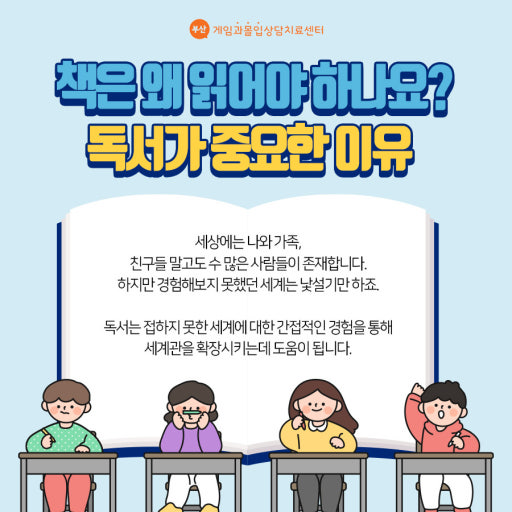 부산 게임과몰입상담치료센터
책은 왜 읽어야 하나요?
독서가 중요한 이유
세상에는 나와 가족,
친구들 말고도 수 많은 사람들이 존재합니다.
하지만 경험해보지 못했던 세계는 낯설기만 하죠.
독서는 접하지 못한 세계에 대한 간접적인 경험을 통해
세계관을 확장시키는데 도움이 됩니다.